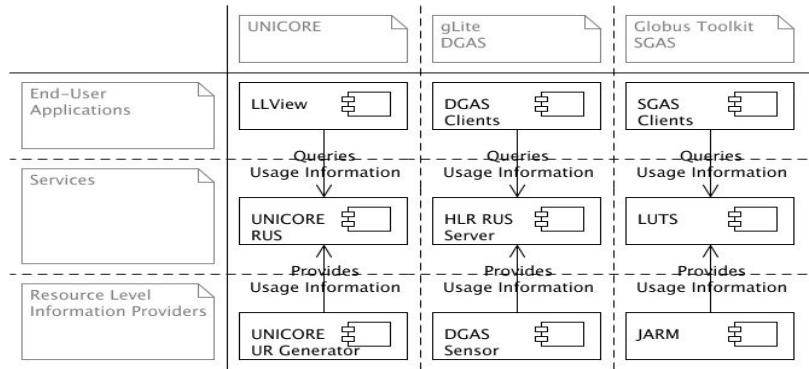 UNICORE
gLite
DGAS
Globus Toolkit
SGAS
End-User
Applications
LLView
DGAS
Clients
SGAS
Clients
Queries
Usage Information
Queries
Usage Information
Queries
Usage Information
Services
UNICORE
RUS
HLR RUS
Server
LUTS
Provides
Usage Information
Provides
Usage Information
Provides
Usage Information
Resource Level
Information Providers
UNICORE
UR Generator
DGAS
Sensor
JARM